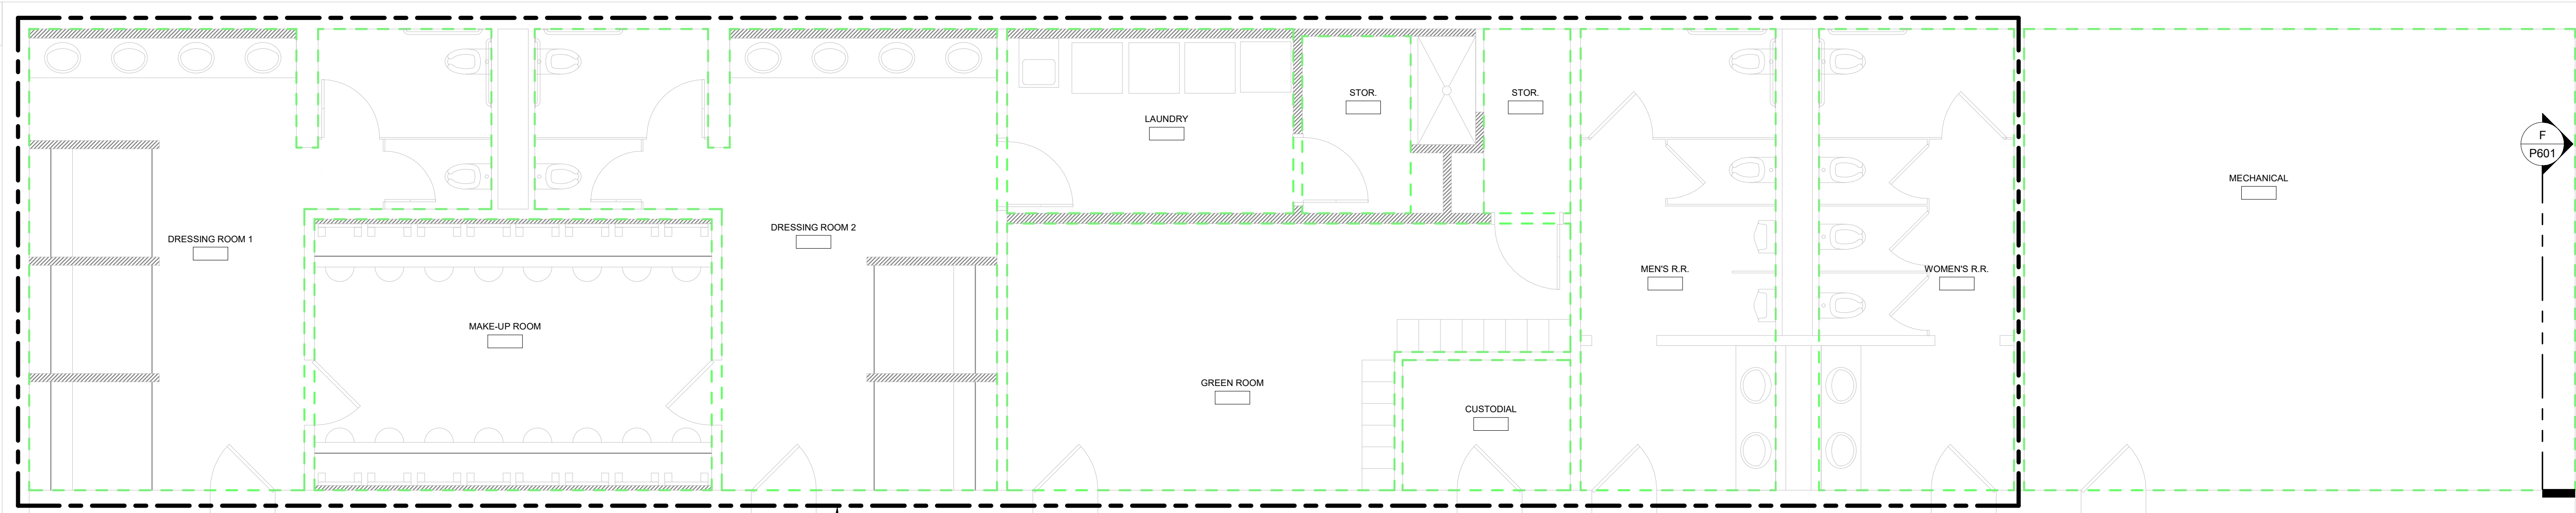 DRESSING ROOM 1
MAKE-UP ROOM
DRESSING ROOM 2
LAUNDRY
STOR.
STOR.
GREEN ROOM
CUSTODIAL
MEN'S R.R.
WOMEN'S R.R.
MECHANICAL
F
P601